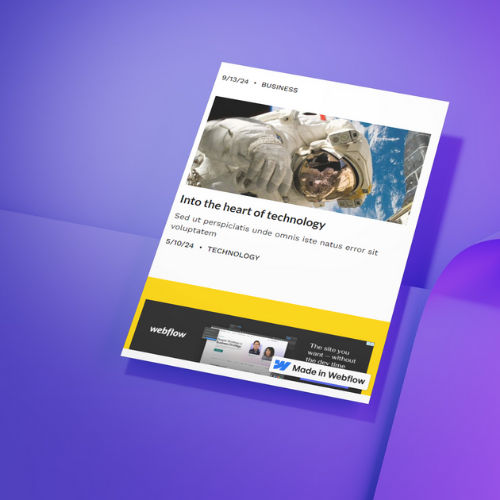 9/13/24 • BUSINESS
Into the heart of technology
Sed ut perspiciatis unde omnis iste natus error sit
voluptatem
5/10/24 • TECHNOLOGY
webflow
The site you
want — without
the dev time.
Made in Webflow